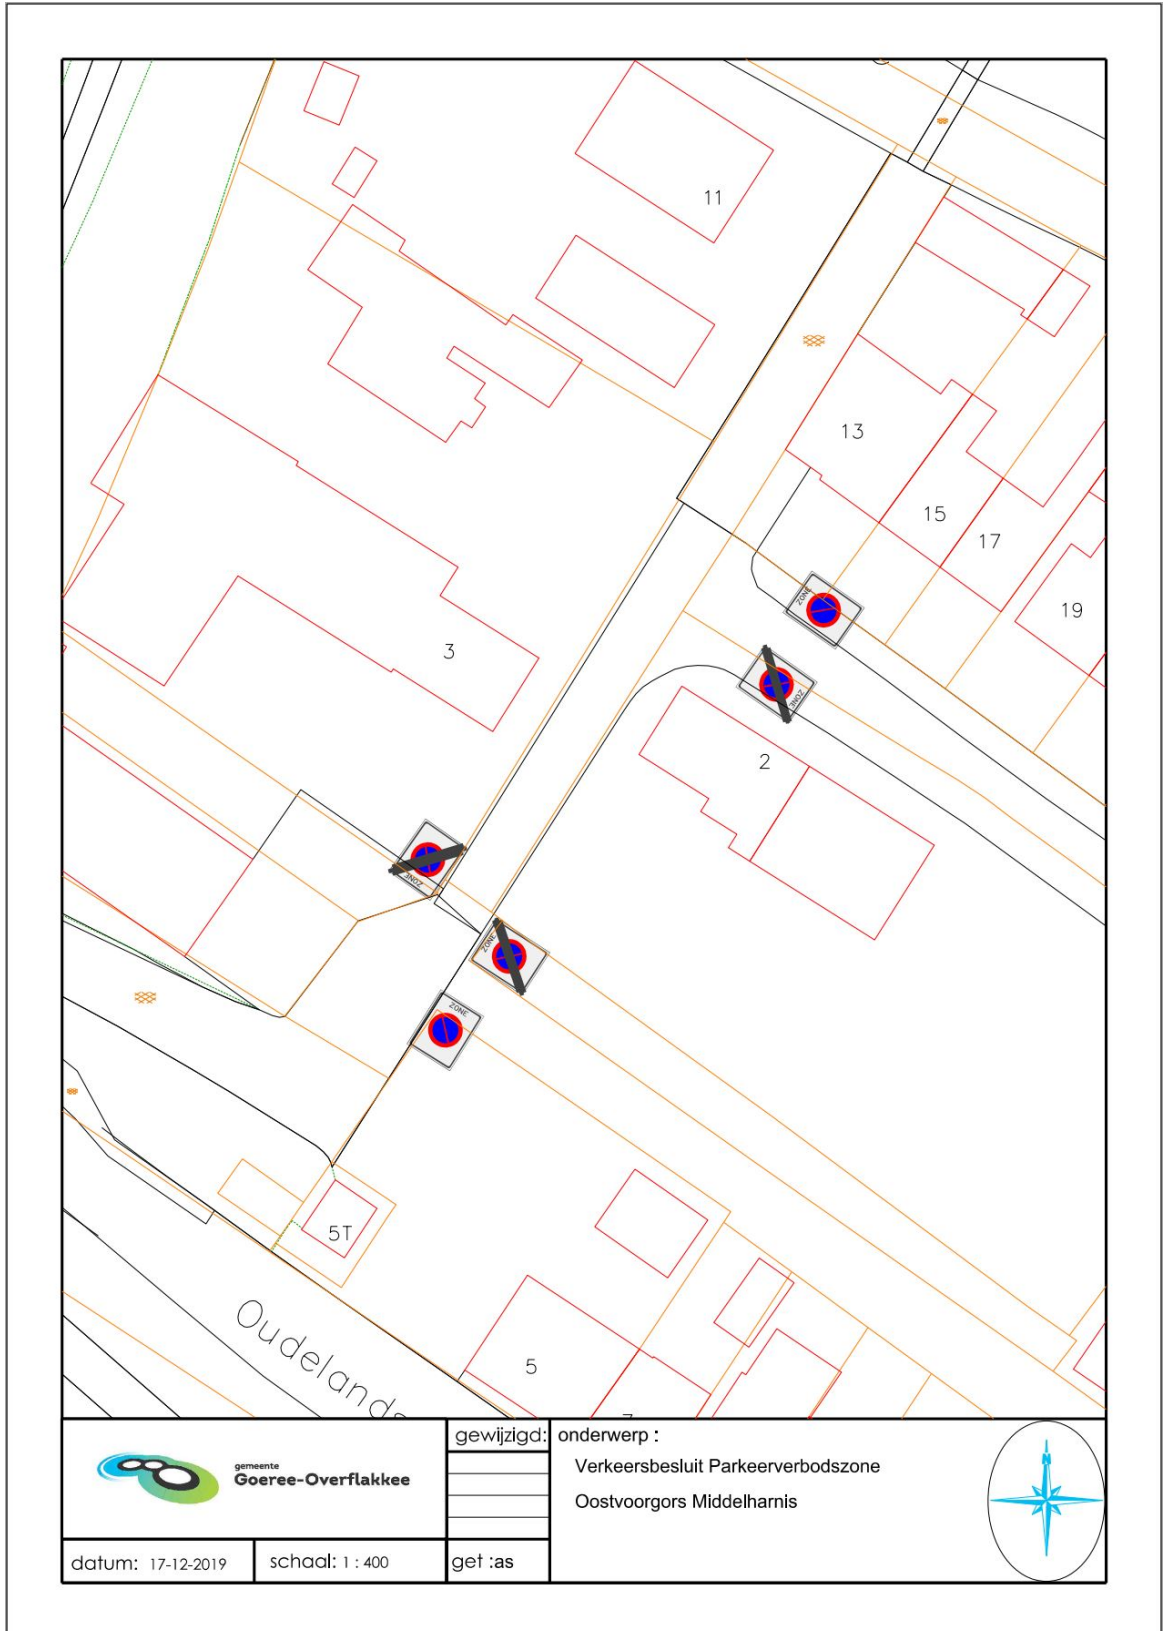 11
13
15
17
19
ZONE
3
ZONE
2
ZONE
ZONE
ZONE
5T
Oudelands
5
gemeente
Goeree-Overflakkee
gewijzigd:
onderwerp :
Verkeersbesluit Parkeerverbodszone
Oostvoorgors Middelharnis
N
datum: 17-12-2019
schaal: 1 : 400
get :as